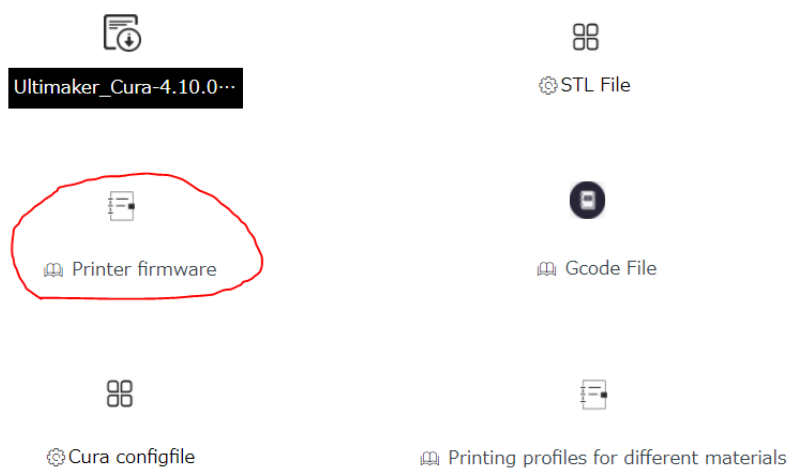 Ultimaker_Cura-4.10.0···
STL File
Printer firmware
Gcode File
Cura configfile
Printing profiles for different materials